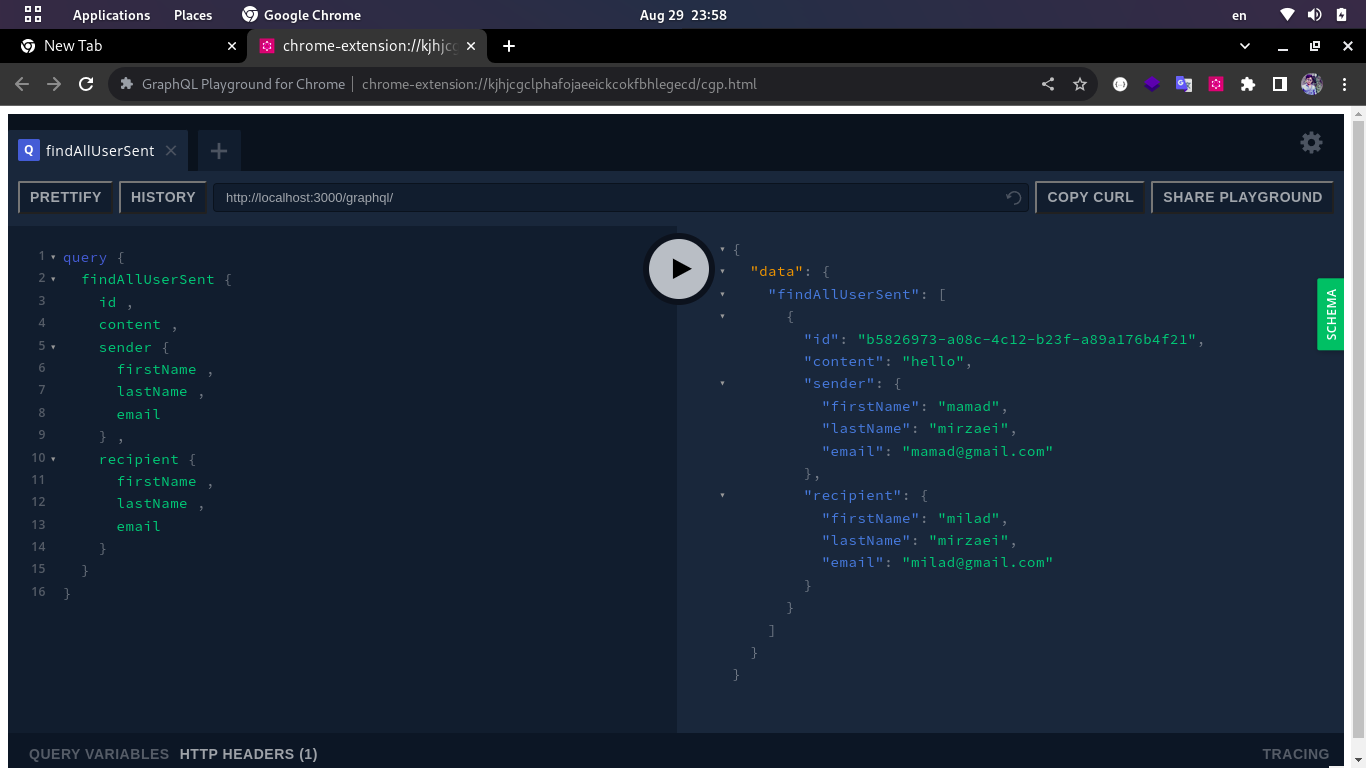 Applications Places Google Chrome Aug 29 23:58 en
New Tab chrome-extension://kjhjcg
GraphQL Playground for Chrome chrome-extension://kjhjcgclphafojaeeickcokfbhlegecd/cgp.html
Q findAllUserSent
PRETTIFY HISTORY http://localhost:3000/graphql/ COPY CURL SHARE PLAYGROUND
1 query {
2 findAllUserSent {
3 id ,
4 content ,
5 sender {
6 firstName ,
7 lastName ,
8 email
9 } ,
10 recipient {
11 firstName ,
12 lastName ,
13 email
14 }
15 }
16 }
{
"data": {
"findAllUserSent": [
{
"id": "b5826973-a08c-4c12-b23f-a89a176b4f21",
"content": "hello",
"sender": {
"firstName": "mamad",
"lastName": "mirzaei",
"email": "mamad@gmail.com"
},
"recipient": {
"firstName": "milad",
"lastName": "mirzaei",
"email": "milad@gmail.com"
}
}
]
}
}
SCHEMA
QUERY VARIABLES HTTP HEADERS (1) TRACING